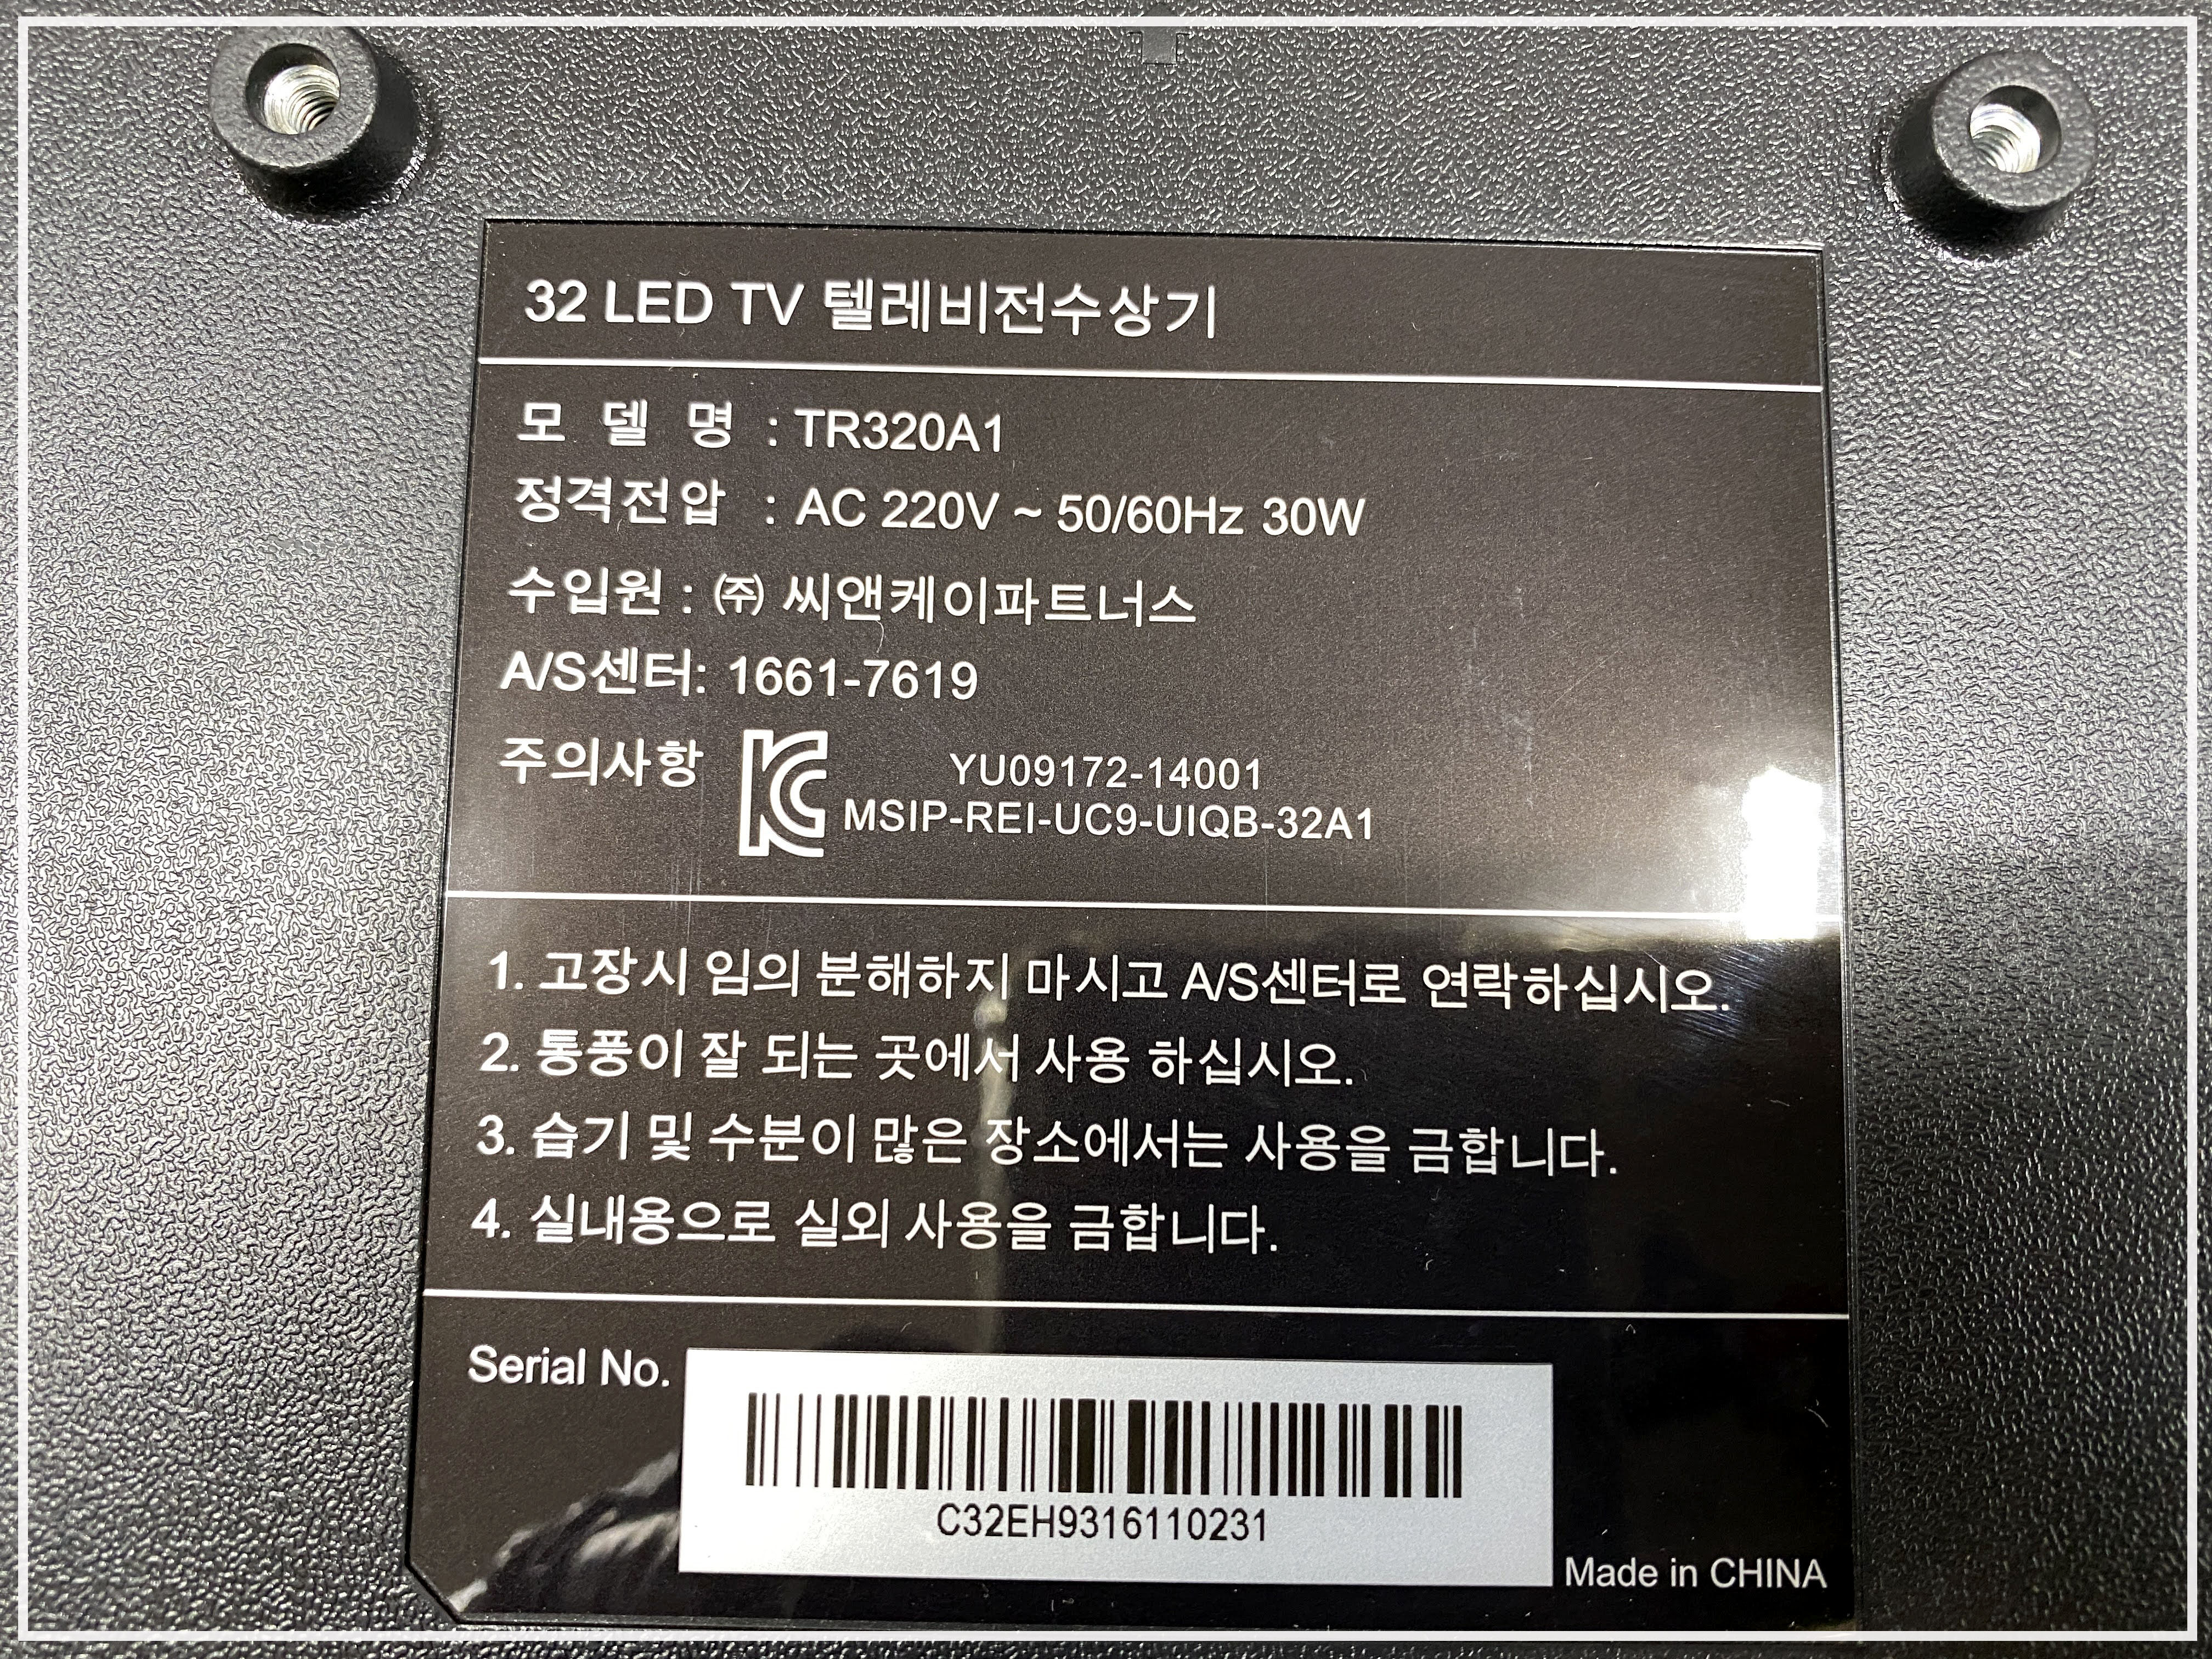 32 LED TV 텔레비전수상기
모 델 명 : TR320A1
정격전압 : AC 220V ~ 50/60Hz 30W
수입원 : ㈜ 씨앤케이파트너스
A/S센터: 1661-7619
주의사항
YU09172-14001
MSIP-REI-UC9-UIQB-32A1
1. 고장시 임의 분해하지 마시고 A/S센터로 연락하십시오.
2. 통풍이 잘 되는 곳에서 사용 하십시오.
3. 습기 및 수분이 많은 장소에서는 사용을 금합니다.
4. 실내용으로 실외 사용을 금합니다.
Serial No.
C32EH9316110231
Made in CHINA